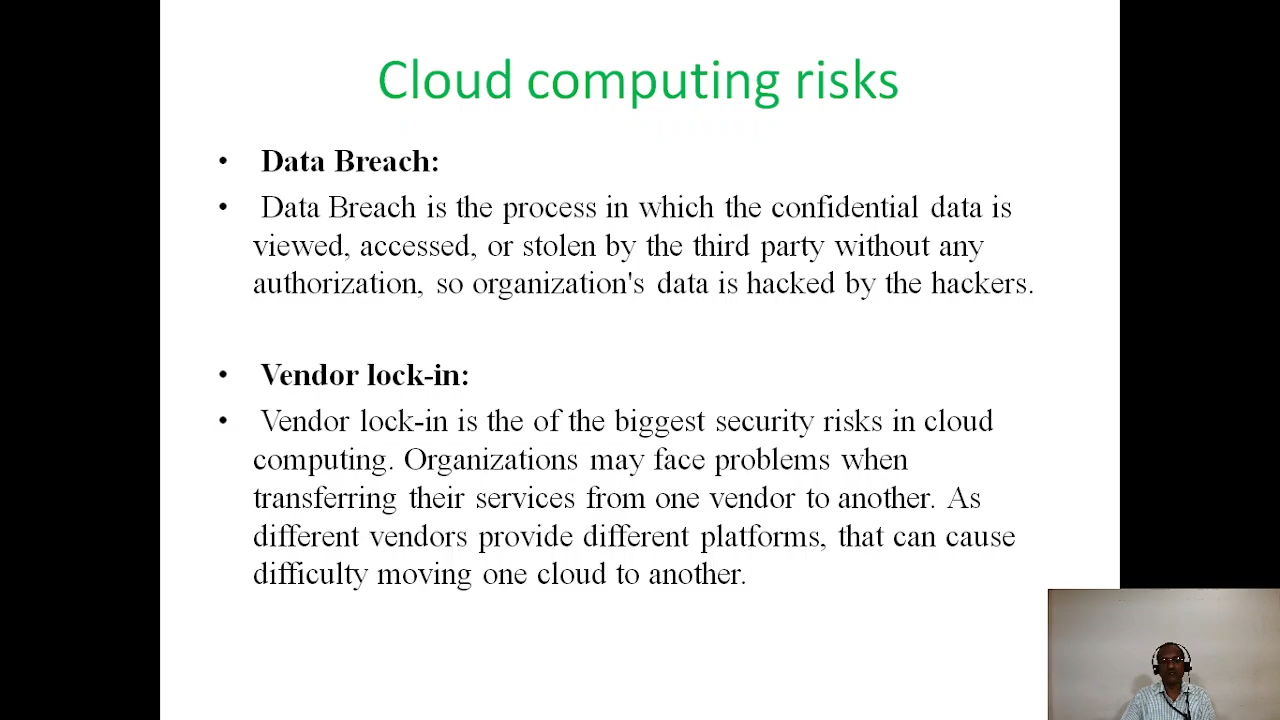 Cloud computing risks
• Data Breach:
• Data Breach is the process in which the confidential data is
viewed, accessed, or stolen by the third party without any
authorization, so organization's data is hacked by the hackers.
• Vendor lock-in:
• Vendor lock-in is the of the biggest security risks in cloud
computing. Organizations may face problems when
transferring their services from one vendor to another. As
different vendors provide different platforms, that can cause
difficulty moving one cloud to another.